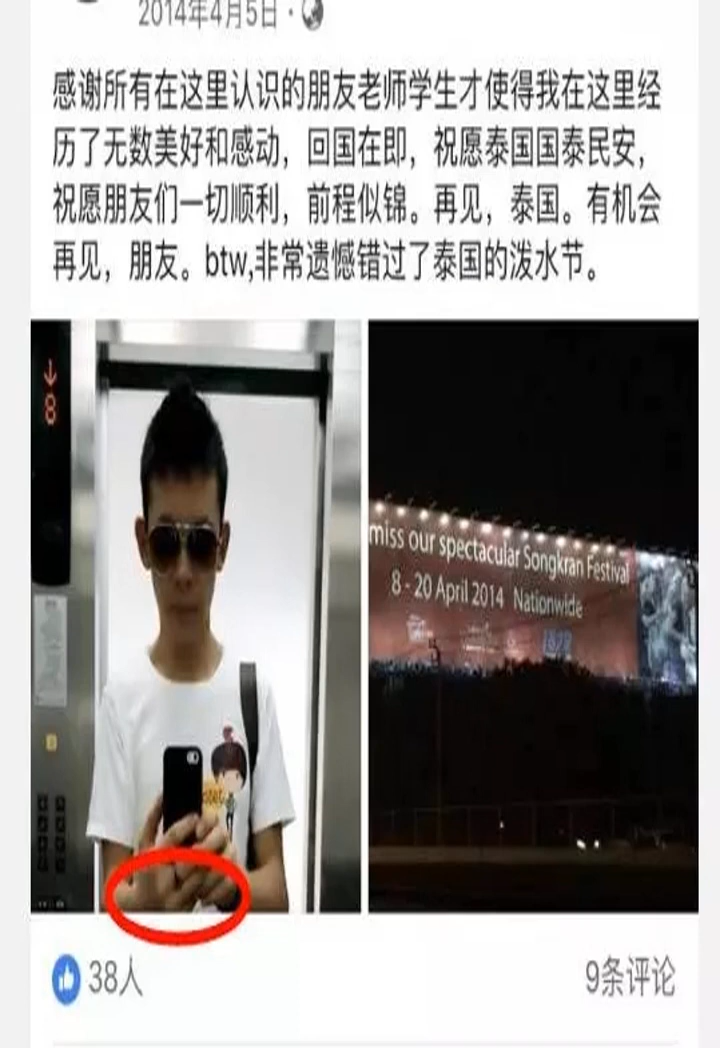 2014年4月5日
感谢所有在这里认识的朋友老师学生才使得我在这里经
历了无数美好和感动，回国在即，祝愿泰国国泰民安，
祝愿朋友们一切顺利，前程似锦。再见，泰国。有机会
再见，朋友。btw,非常遗憾错过了泰国的泼水节。
8
miss our spectacular Songkran Festival
8 - 20 April 2014 Nationwide
38人
9条评论